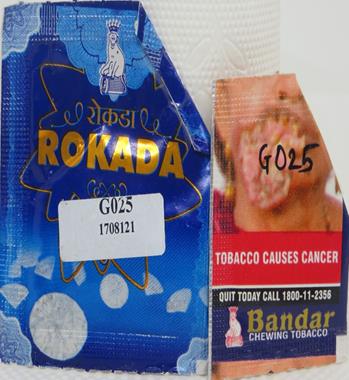 रोकडा
ROKADA
G025
1708121
G025
TOBACCO CAUSES CANCER
QUIT TODAY CALL 1800-11-2356
Bandar
CHEWING TOBACCO